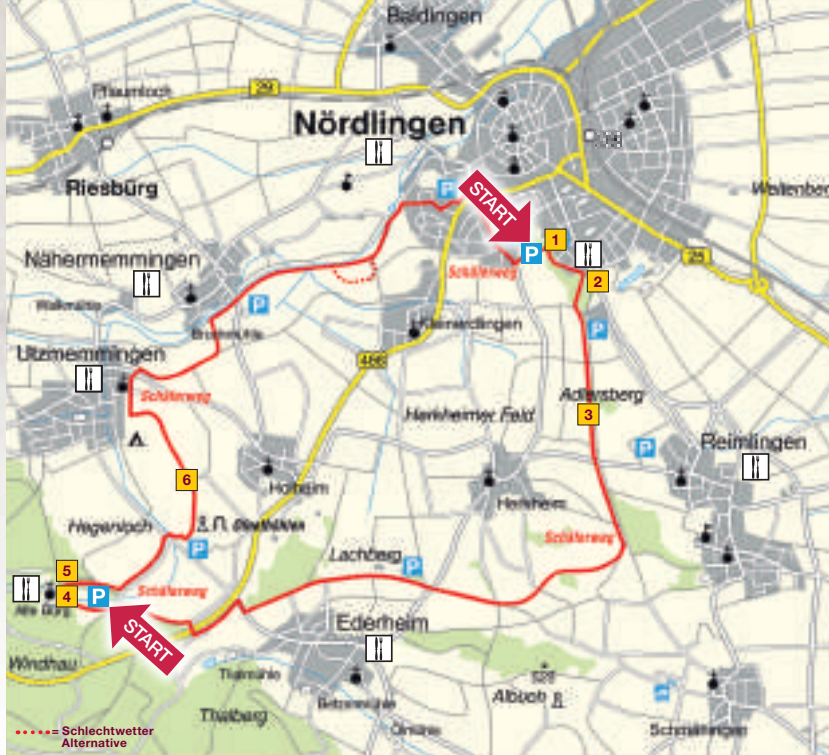 Baldingen
Pflaumloch
29
Nördlingen
Riesbürg
START
P
P
1
2
Schäferweg
25
Nähermemmingen
P
P
Kleinerdlingen
Utzmemmingen
466
Schäferweg
Adlersberg
3
Herkheimer Feld
P
Reimlingen
6
Holheim
Herkheim
Hegenloch
Ofnethöhlen
P
Lachberg
P
Schäferweg
5
4
P
Alte Burg
Schäferweg
START
Ederheim
Windhau
Thalmühle
528
Albuch
Thalberg
Schmähingen
= Schlechtwetter
Alternative